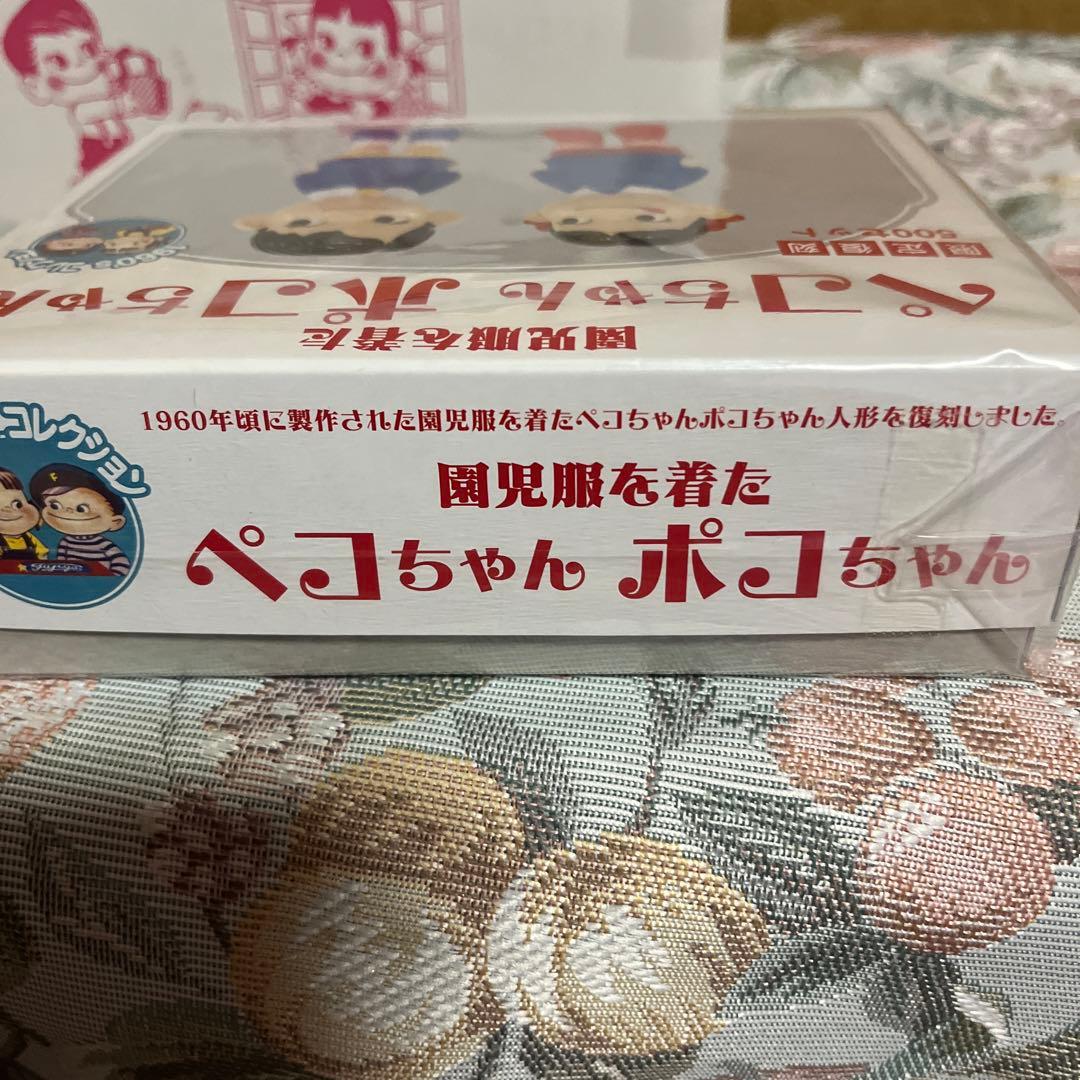 限定復刻
500セット
ペコちゃん ポコちゃん
園児服を着た
コレクション
1960年頃に製作された園児服を着たペコちゃんポコちゃん人形を復刻しました。
園児服を着た
ペコちゃん ポコちゃん
F